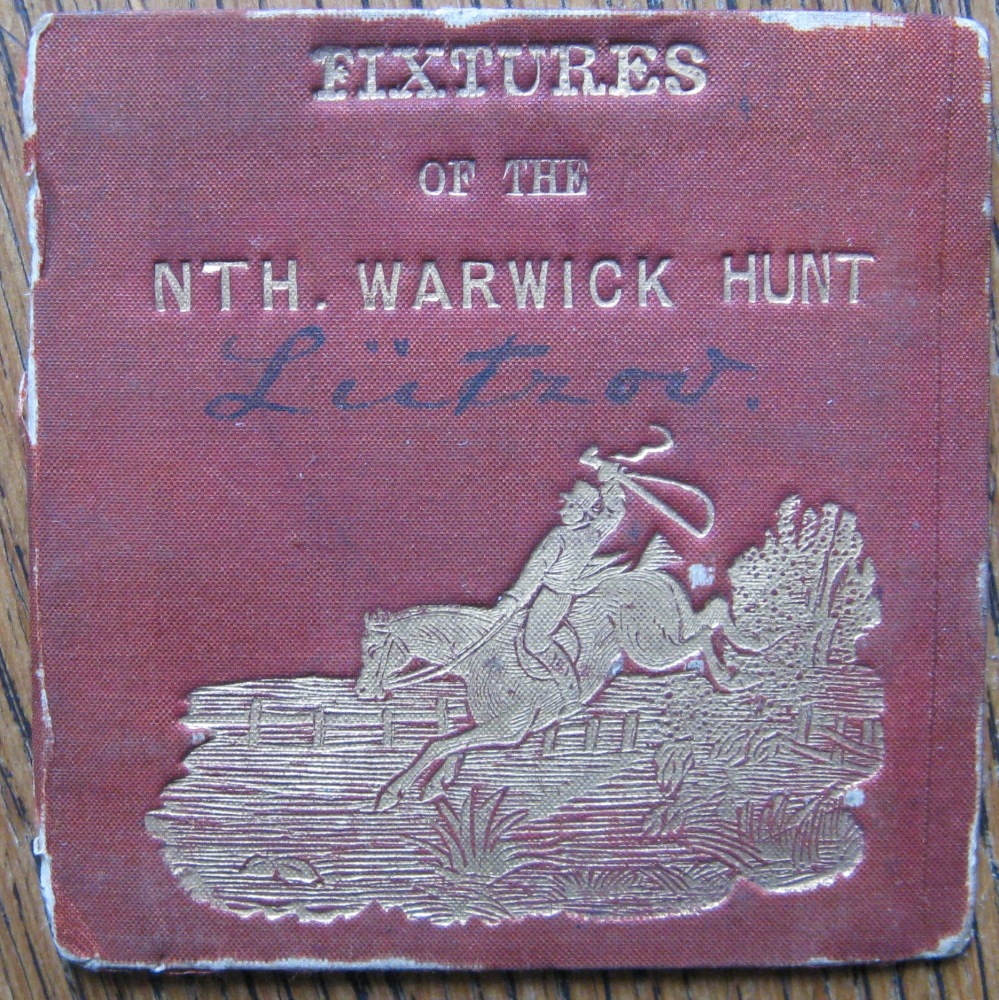 FIXTURES
OF THE
NTH. WARWICK HUNT
Lützow.